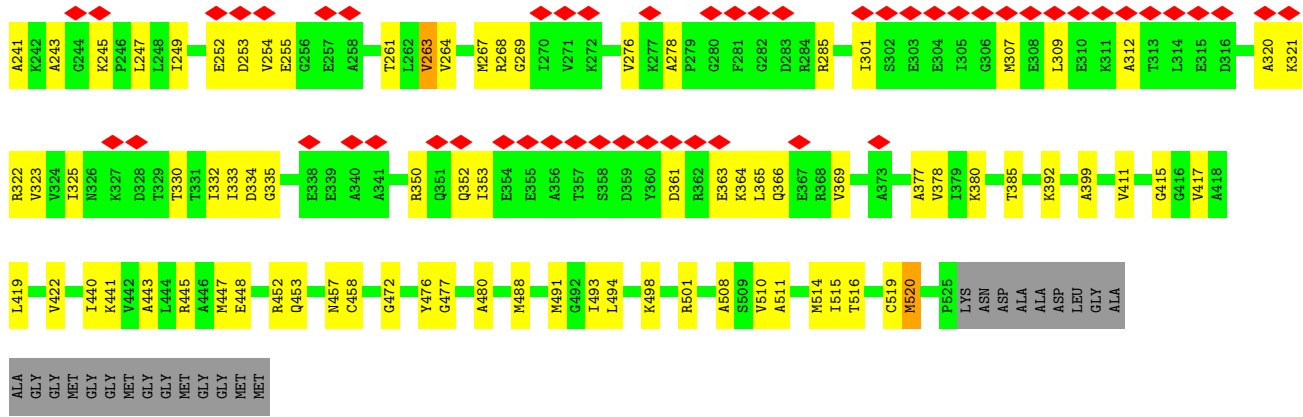 A241 K242 A243 G244 K245 P246 L247 L248 I249 E252 D253 V254 E255 G256 E257 A258 T261 L262 V263 V264 M267 R268 G269 I270 V271 K272 V276 K277 A278 P279 G280 F281 G282 D283 R284 R285 I301 S302 E303 E304 I305 G306 M307 E308 L309 E310 K311 A312 T313 L314 E315 D316 A320 K321
R322 V323 V324 I325 N326 K327 D328 T329 T330 T331 I332 I333 D334 G335 E338 E339 A340 A341 R350 Q351 Q352 I353 E354 E355 A356 T357 S358 D359 Y360 D361 R362 E363 K364 L365 Q366 E367 R368 V369 A373 A377 V378 I379 K380 T385 K392 A399 V411 G415 G416 V417 A418
L419 V422 I440 K441 V442 A443 L444 R445 A446 M447 E448 R452 Q453 N457 C458 G472 Y476 G477 A480 M488 M491 G492 I493 L494 K498 R501 A508 S509 V510 A511 M514 I515 T516 C519 M520 P525 LYS ASN ASP ALA ALA ASP LEU GLY ALA
ALA GLY GLY MET GLY GLY MET GLY GLY MET GLY GLY MET MET